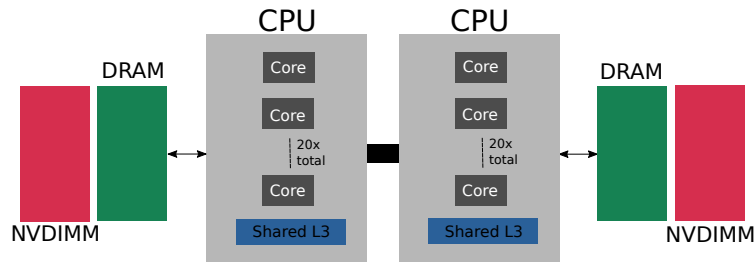 CPU
CPU
DRAM
DRAM
Core
Core
20x
total
Core
Shared L3
Core
Core
20x
total
Core
Shared L3
NVDIMM
NVDIMM